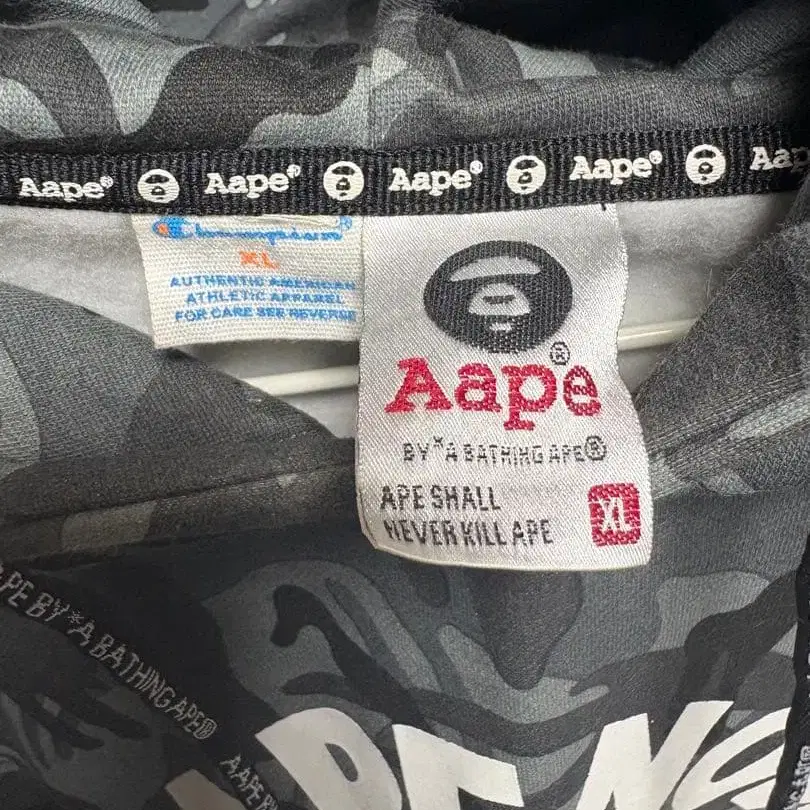 Aape® Aape® Aape® Aape® Aap
Champion
XL
AUTHENTIC AMERICAN
ATHLETIC APPAREL
FOR CARE SEE REVERSE
Aape®
BY*A BATHING APE®
APE SHALL
NEVER KILL APE
XL
APE BY*A BATHING APE®
AAPE BY